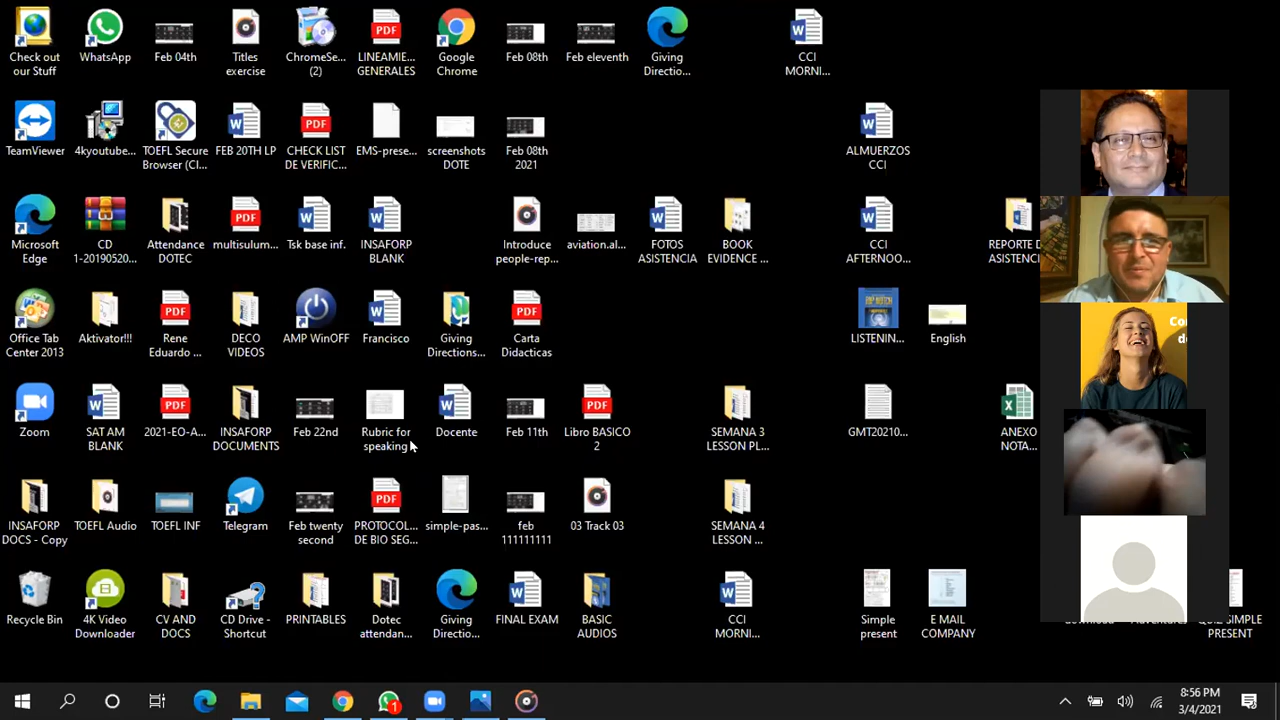 Check out
our Stuff
WhatsApp
Feb 04th
Titles
exercise
ChromeSe...
(2)
LINEAMIE...
GENERALES
Google
Chrome
Feb 08th
Feb eleventh
Giving
Directio...
CCI
MORNI...
TeamViewer
4kyoutube...
TOEFL Secure
Browser (CI...
FEB 20TH LP
CHECK LIST
DE VERIFIC...
EMS-prese...
screenshots
DOTE
Feb 08th
2021
ALMUERZOS
CCI
Microsoft
Edge
CD
1-20190520...
Attendance
DOTEC
multisulum...
Tsk base inf.
INSAFORP
BLANK
Introduce
people-rep...
aviation.al...
FOTOS
ASISTENCIA
BOOK
EVIDENCE ...
CCI
AFTERNOO...
REPORTE D
ASISTENCI
Office Tab
Center 2013
Aktivator!!!
Rene
Eduardo ...
DECO
VIDEOS
AMP WinOFF
Francisco
Giving
Directions...
Carta
Didacticas
LISTENIN...
English
Zoom
SAT AM
BLANK
2021-EO-A...
INSAFORP
DOCUMENTS
Feb 22nd
Rubric for
speaking
Docente
Feb 11th
Libro BASICO
2
SEMANA 3
LESSON PL...
GMT20210...
ANEXO
NOTA...
INSAFORP
DOCS - Copy
TOEFL Audio
TOEFL INF
Telegram
Feb twenty
second
PROTOCOL...
DE BIO SEG...
simple-pas...
feb
111111111
03 Track 03
SEMANA 4
LESSON ...
Recycle Bin
4K Video
Downloader
CV AND
DOCS
CD Drive -
Shortcut
PRINTABLES
Dotec
attendan...
Giving
Directio...
FINAL EXAM
BASIC
AUDIOS
CCI
MORNI...
Simple
present
E MAIL
COMPANY
QUIZ SIMPLE
PRESENT
8:56 PM
3/4/2021